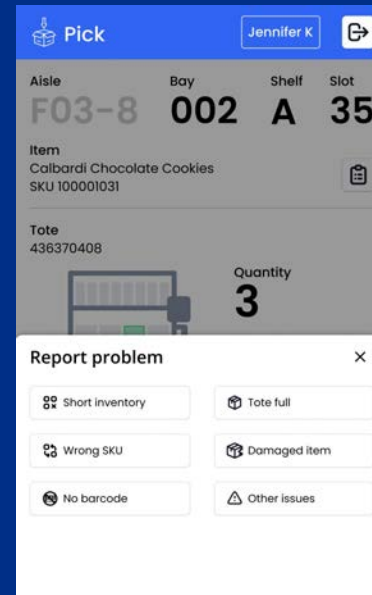 Pick
Jennifer K
Aisle Bay Shelf Slot
F03-8 002 A 35
Item
Calbardi Chocolate Cookies
SKU 100001031
Tote
436370408
Quantity
3
Report problem
Short inventory
Tote full
Wrong SKU
Damaged item
No barcode
Other issues